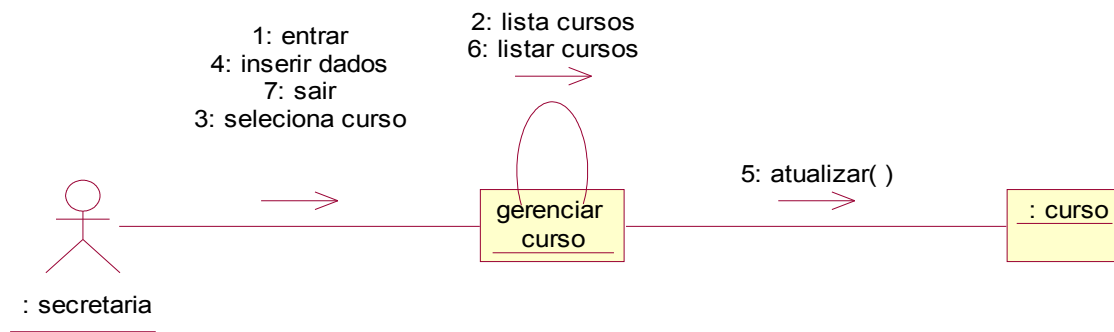 1: entrar
4: inserir dados
7: sair
3: seleciona curso
2: lista cursos
6: listar cursos
5: atualizar( )
gerenciar
curso
: curso
: secretaria